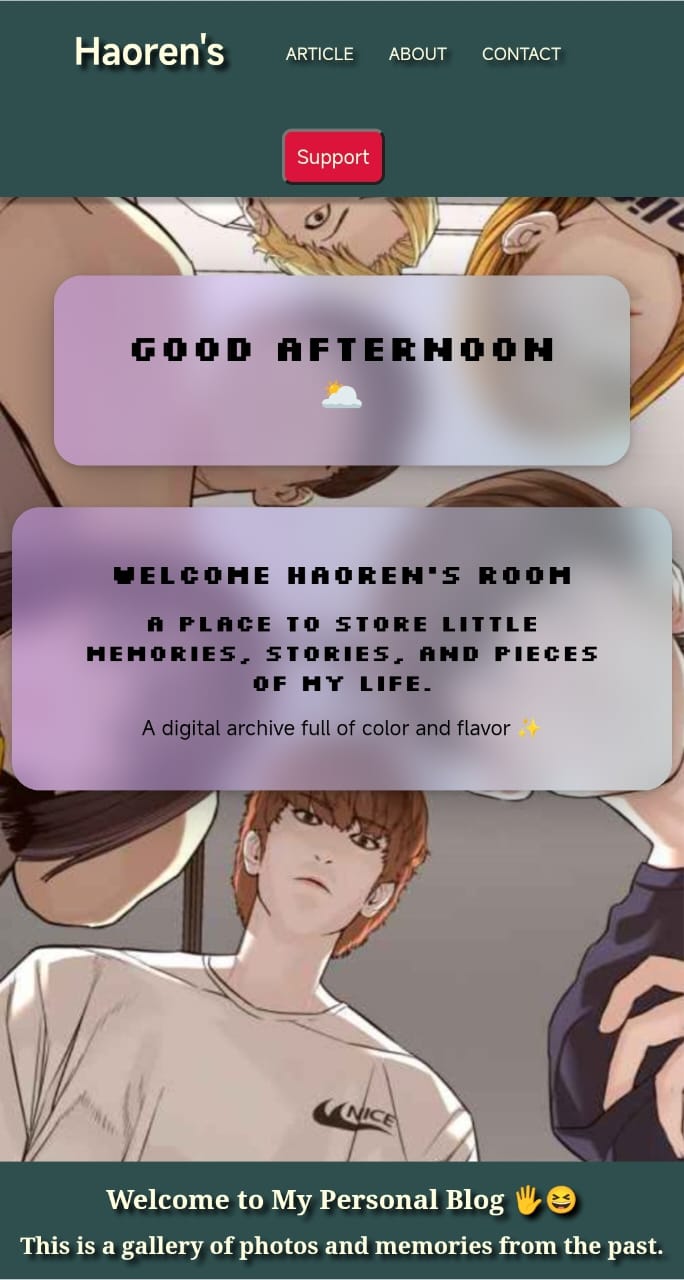 Haoren's
ARTICLE ABOUT CONTACT
Support
GOOD AFTERNOON
🌥️
WELCOME HAOREN'S ROOM
A PLACE TO STORE LITTLE
MEMORIES, STORIES, AND PIECES
OF MY LIFE.
A digital archive full of color and flavor ✨
NICE
Welcome to My Personal Blog 🖐️😆
This is a gallery of photos and memories from the past.